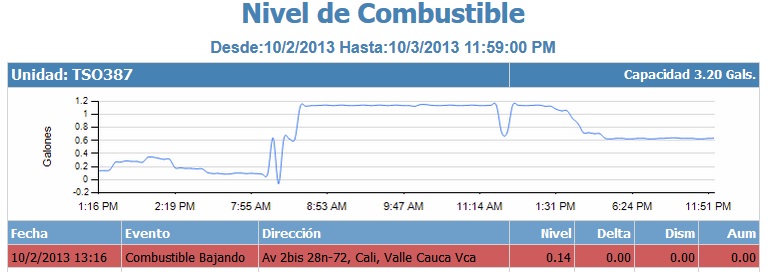 Nivel de Combustible
Desde:10/2/2013 Hasta:10/3/2013 11:59:00 PM
Unidad: TSO387 Capacidad 3.20 Gals.
Galones
1.2
1
0.8
0.6
0.4
0.2
0
-0.2
1:16 PM 2:19 PM 7:55 AM 8:53 AM 9:47 AM 11:14 AM 1:31 PM 6:24 PM 11:51 PM
Fecha Evento Dirección Nivel Delta Dism Aum
10/2/2013 13:16 Combustible Bajando Av 2bis 28n-72, Cali, Valle Cauca Vca 0.14 0.00 0.00 0.00